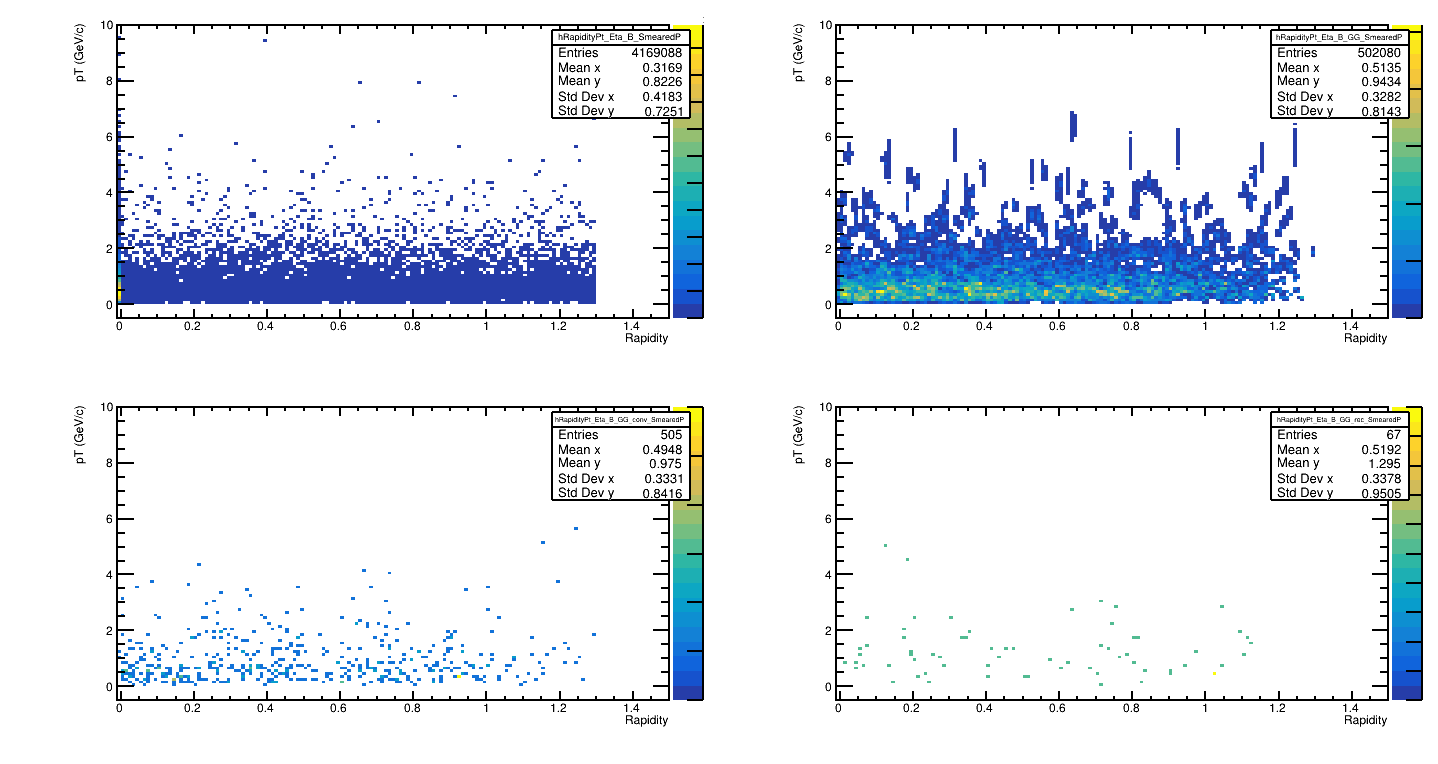 pT (GeV/c)
10
8
6
4
2
0
hRapidityPt_Eta_B_SmearedP
Entries 4169088
Mean x 0.3169
Mean y 0.8226
Std Dev x 0.4183
Std Dev y 0.7251
0 0.2 0.4 0.6 0.8 1 1.2 1.4
Rapidity
pT (GeV/c)
10
8
6
4
2
0
hRapidityPt_Eta_B_GG_SmearedP
Entries 502080
Mean x 0.5135
Mean y 0.9434
Std Dev x 0.3282
Std Dev y 0.8143
0 0.2 0.4 0.6 0.8 1 1.2 1.4
Rapidity
pT (GeV/c)
10
8
6
4
2
0
hRapidityPt_Eta_B_GG_conv_SmearedP
Entries 505
Mean x 0.4948
Mean y 0.975
Std Dev x 0.3331
Std Dev y 0.8416
0 0.2 0.4 0.6 0.8 1 1.2 1.4
Rapidity
pT (GeV/c)
10
8
6
4
2
0
hRapidityPt_Eta_B_GG_rec_SmearedP
Entries 67
Mean x 0.5192
Mean y 1.295
Std Dev x 0.3378
Std Dev y 0.9505
0 0.2 0.4 0.6 0.8 1 1.2 1.4
Rapidity